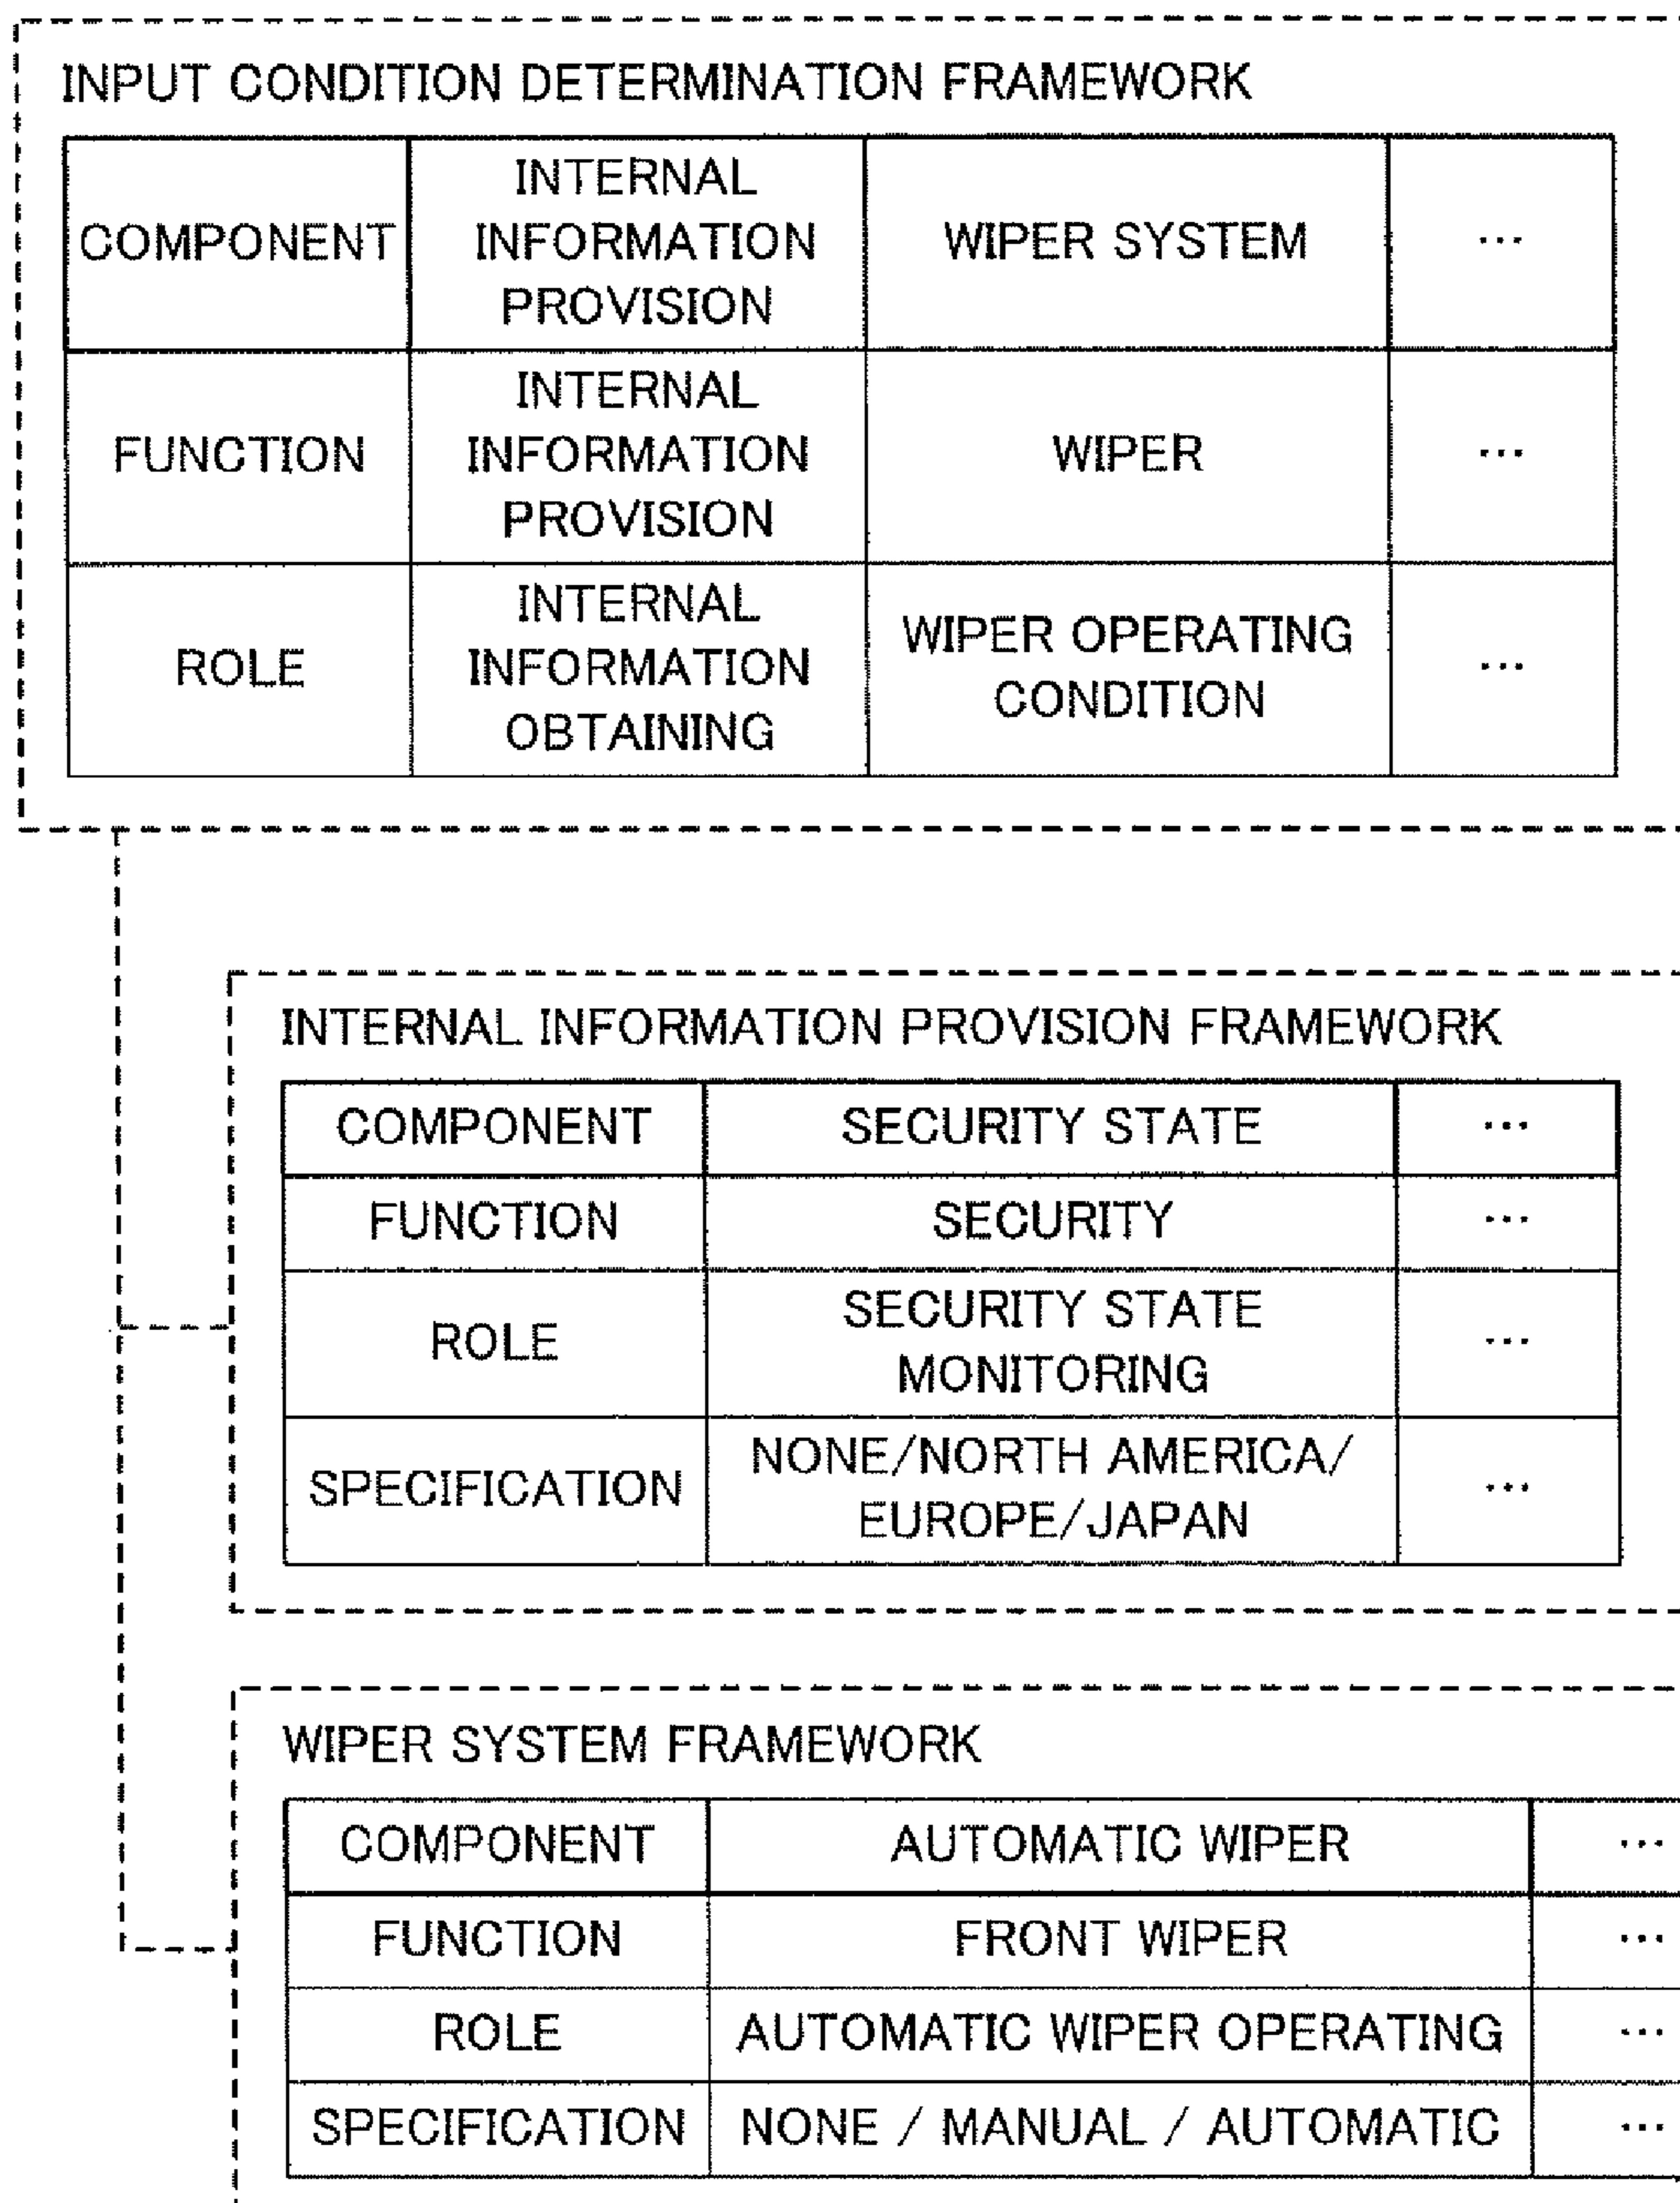 INPUT CONDITION DETERMINATION FRAMEWORK
COMPONENT
INTERNAL
INFORMATION
PROVISION
WIPER SYSTEM
...
FUNCTION
INTERNAL
INFORMATION
PROVISION
WIPER
...
ROLE
INTERNAL
INFORMATION
OBTAINING
WIPER OPERATING
CONDITION
...
INTERNAL INFORMATION PROVISION FRAMEWORK
COMPONENT
SECURITY STATE
...
FUNCTION
SECURITY
...
ROLE
SECURITY STATE
MONITORING
...
SPECIFICATION
NONE/NORTH AMERICA/
EUROPE/JAPAN
...
WIPER SYSTEM FRAMEWORK
COMPONENT
AUTOMATIC WIPER
...
FUNCTION
FRONT WIPER
...
ROLE
AUTOMATIC WIPER OPERATING
...
SPECIFICATION
NONE / MANUAL / AUTOMATIC
...